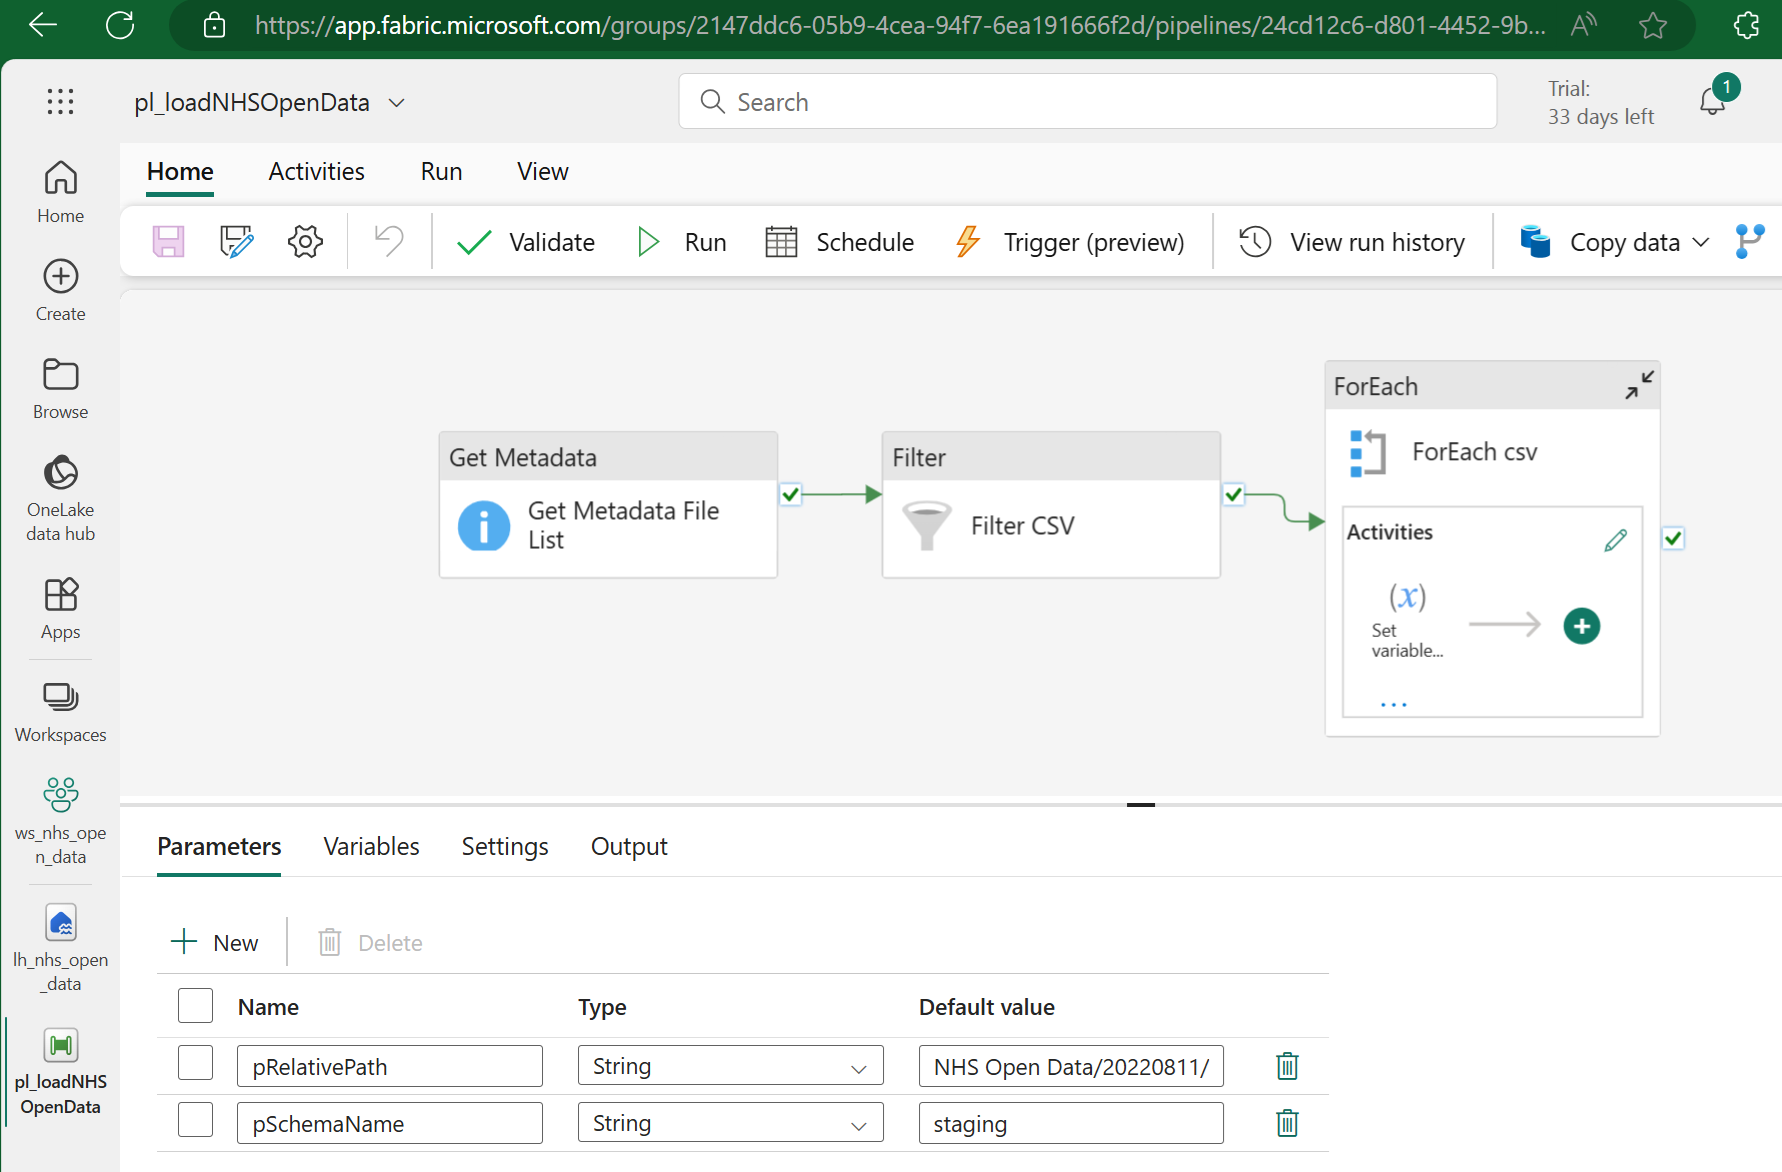 https://app.fabric.microsoft.com/groups/2147ddc6-05b9-4cea-94f7-6ea191666f2d/pipelines/24cd12c6-d801-4452-9b...
pl_loadNHSOpenData
Search
Trial:
33 days left
1
Home
Activities
Run
View
Validate
Run
Schedule
Trigger (preview)
View run history
Copy data
Home
Create
Browse
OneLake
data hub
Apps
Workspaces
ws_nhs_ope
n_data
lh_nhs_open
_data
pl_loadNHS
OpenData
Get Metadata
Get Metadata File
List
Filter
Filter CSV
ForEach
ForEach csv
Activities
(x)
Set
variable...
...
Parameters
Variables
Settings
Output
New
Delete
Name
Type
Default value
pRelativePath
String
NHS Open Data/20220811/
pSchemaName
String
staging